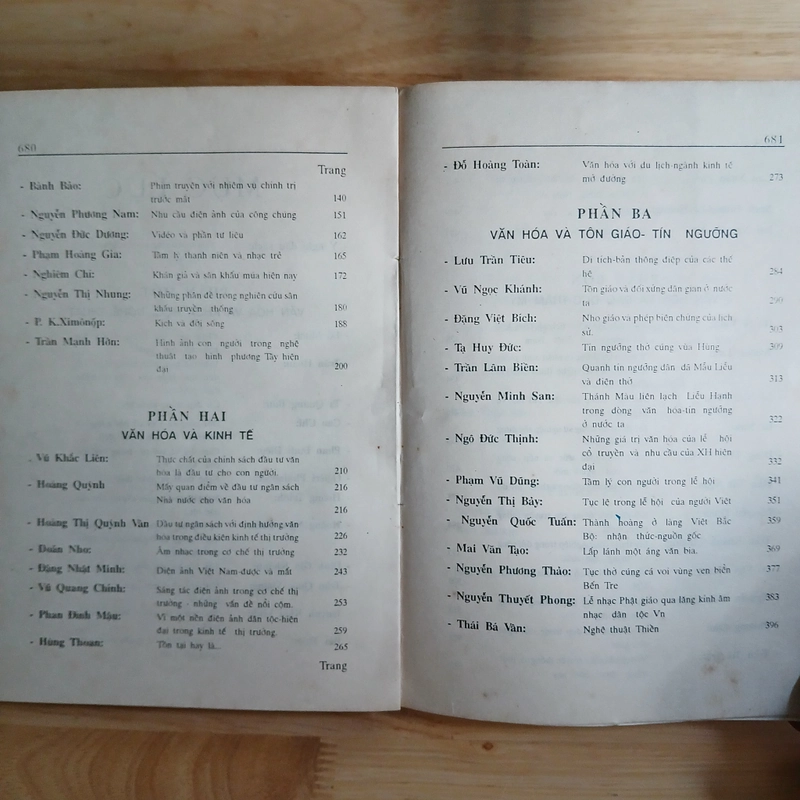 680
Trang
- Bành Bảo: Phim truyện với nhiệm vụ chính trị
trước mắt 140
- Nguyễn Phương Nam: Nhu cầu điện ảnh của công chúng 151
- Nguyễn Đức Dương: Video và phần tư liệu 162
- Phạm Hoàng Gia: Tâm lý thanh niên và nhạc trẻ 165
- Nghiêm Chi: Khán giả và sân khấu múa hiện nay 172
- Nguyễn Thị Nhung: Những phân đề trong nghiên cứu sân
khấu truyền thống 180
- P. K.Ximônôp: Kịch và đời sống 188
- Trần Mạnh Hởn: Hình ảnh con người trong nghệ
thuật tạo hình phương Tây hiện
đại 200
PHẦN HAI
VĂN HÓA VÀ KINH TẾ
- Vũ Khắc Liên: Thực chất của chính sách đầu tư văn
hóa là đầu tư cho con người 210
- Hoàng Quỳnh Mấy quan điểm về đầu tư ngân sách 216
Nhà nước cho văn hóa
216
- Hoàng Thị Quỳnh Vân Đầu tư ngân sách với định hướng văn
hóa trong điều kiện kinh tế thị trường 226
- Doãn Nho: Âm nhạc trong cơ chế thị trường 232
- Đặng Nhật Minh: Điện ảnh Việt Nam-được và mất 243
- Vũ Quang Chính: Sáng tác điện ảnh trong cơ chế thị
trường - những vấn đề nổi cộm. 253
- Phan Đình Mậu: Vì một nền điện ảnh dân tộc-hiện
đại trong kinh tế thị trường. 259
- Hùng Thoan: Tồn tại hay là... 265
Trang
681
- Đỗ Hoàng Toàn: Văn hóa với du lịch-ngành kinh tế
mở đường 273
PHẦN BA
VĂN HÓA VÀ TÔN GIÁO- TÍN NGƯỠNG
- Lưu Trần Tiêu: Di tích-bản thông điệp của các thế
hệ 284
- Vũ Ngọc Khánh: Tôn giáo và đối xứng dân gian ở nước
ta 290
- Đặng Việt Bích: Nho giáo và phép biện chứng của lịch
sử. 303
- Tạ Huy Đức: Tín ngưỡng thờ cúng vua Hùng 309
- Trần Lâm Biền: Quanh tín ngưỡng dân dã Mẫu Liễu
và điện thờ 313
- Nguyễn Minh San: Thánh Mẫu liên lạch Liễu Hạnh
trong dòng văn hóa-tín ngưỡng
ở nước ta 322
- Ngô Đức Thịnh: Những giá trị văn hóa của lễ hội
cổ truyền và nhu cầu của XH hiện
đại 332
- Phạm Vũ Dũng: Tâm lý con người trong lễ hội 341
- Nguyễn Thị Bảy: Tục lệ trong lễ hội của người Việt 351
- Nguyễn Quốc Tuấn: Thành hoàng ở làng Việt Bắc 359
Bộ: nhận thức-nguồn gốc
- Mai Văn Tạo: Lấp lánh một áng văn bia. 369
- Nguyễn Phương Thảo: Tục thờ cúng cá voi vùng ven biển 377
Bến Tre
- Nguyễn Thuyết Phong: Lễ nhạc Phật giáo qua lăng kính âm 383
nhạc dân tộc Vn
- Thái Bá Vân: Nghệ thuật Thiền 396